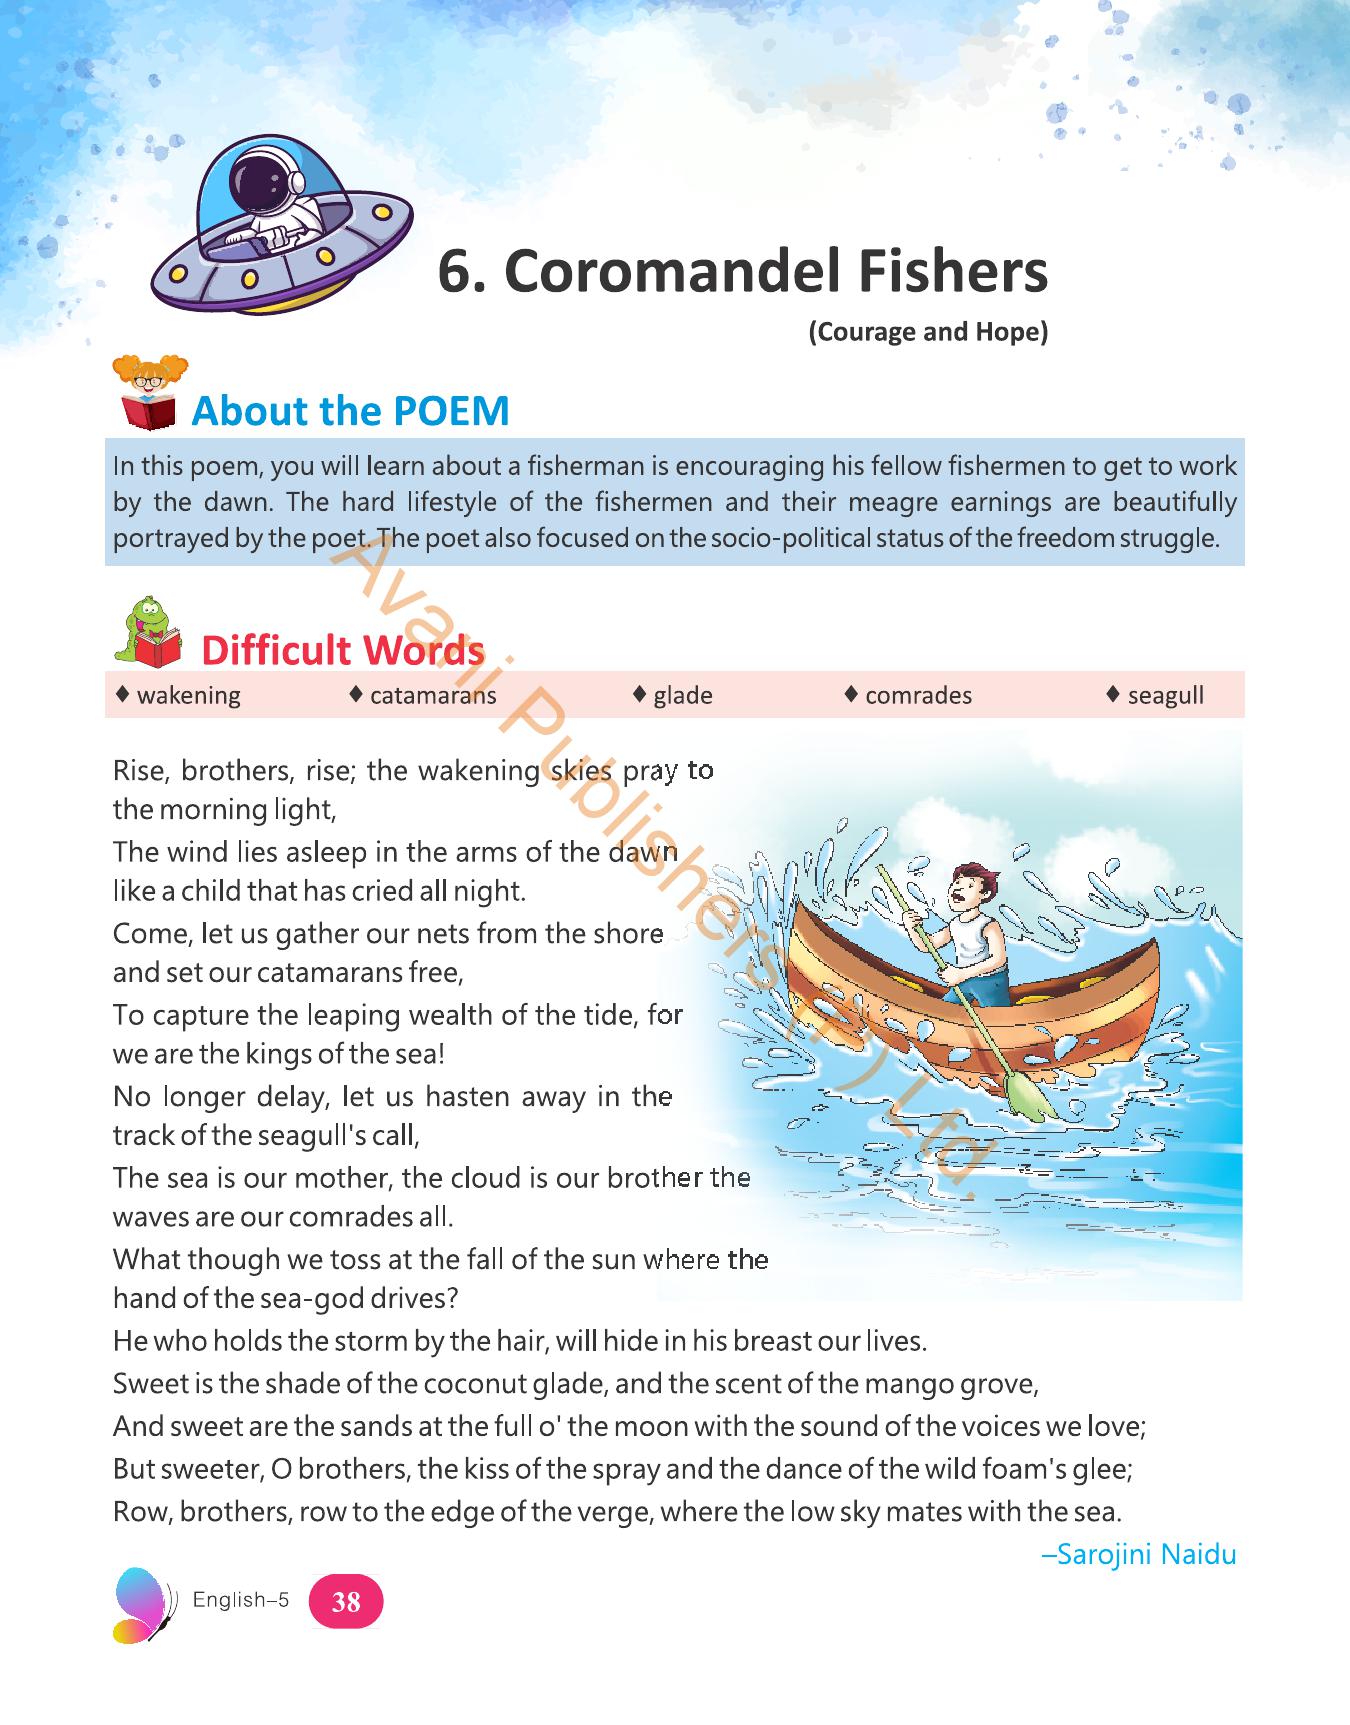 6. Coromandel Fishers
(Courage and Hope)
About the POEM
In this poem, you will learn about a fisherman is encouraging his fellow fishermen to get to work
by the dawn. The hard lifestyle of the fishermen and their meagre earnings are beautifully
portrayed by the poet. The poet also focused on the socio-political status of the freedom struggle.
Difficult Words
♦ wakening ♦ catamarans ♦ glade ♦ comrades ♦ seagull
Rise, brothers, rise; the wakening skies pray to
the morning light,
The wind lies asleep in the arms of the dawn
like a child that has cried all night.
Come, let us gather our nets from the shore
and set our catamarans free,
To capture the leaping wealth of the tide, for
we are the kings of the sea!
No longer delay, let us hasten away in the
track of the seagull's call,
The sea is our mother, the cloud is our brother the
waves are our comrades all.
What though we toss at the fall of the sun where the
hand of the sea-god drives?
He who holds the storm by the hair, will hide in his breast our lives.
Sweet is the shade of the coconut glade, and the scent of the mango grove,
And sweet are the sands at the full o' the moon with the sound of the voices we love;
But sweeter, O brothers, the kiss of the spray and the dance of the wild foam's glee;
Row, brothers, row to the edge of the verge, where the low sky mates with the sea.
–Sarojini Naidu
English–5 38
Avani Publishers (P) Ltd.